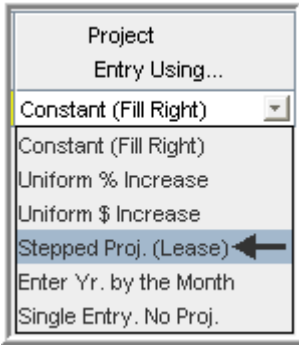 Project
Entry Using...
Constant (Fill Right)
Constant (Fill Right)
Uniform % Increase
Uniform $ Increase
Stepped Proj. (Lease)
Enter Yr. by the Month
Single Entry. No Proj.